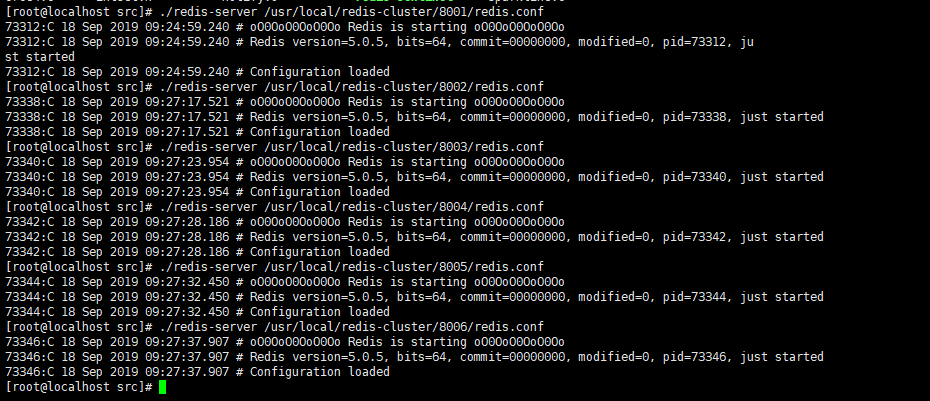 [root@localhost src]# ./redis-server /usr/local/redis-cluster/8001/redis.conf
73312:C 18 Sep 2019 09:24:59.240 # oO0OoO0OoO0Oo Redis is starting oO0OoO0OoO0Oo
73312:C 18 Sep 2019 09:24:59.240 # Redis version=5.0.5, bits=64, commit=00000000, modified=0, pid=73312, ju
st started
73312:C 18 Sep 2019 09:24:59.240 # Configuration loaded
[root@localhost src]# ./redis-server /usr/local/redis-cluster/8002/redis.conf
73338:C 18 Sep 2019 09:27:17.521 # oO0OoO0OoO0Oo Redis is starting oO0OoO0OoO0Oo
73338:C 18 Sep 2019 09:27:17.521 # Redis version=5.0.5, bits=64, commit=00000000, modified=0, pid=73338, just started
73338:C 18 Sep 2019 09:27:17.521 # Configuration loaded
[root@localhost src]# ./redis-server /usr/local/redis-cluster/8003/redis.conf
73340:C 18 Sep 2019 09:27:23.954 # oO0OoO0OoO0Oo Redis is starting oO0OoO0OoO0Oo
73340:C 18 Sep 2019 09:27:23.954 # Redis version=5.0.5, bits=64, commit=00000000, modified=0, pid=73340, just started
73340:C 18 Sep 2019 09:27:23.954 # Configuration loaded
[root@localhost src]# ./redis-server /usr/local/redis-cluster/8004/redis.conf
73342:C 18 Sep 2019 09:27:28.186 # oO0OoO0OoO0Oo Redis is starting oO0OoO0OoO0Oo
73342:C 18 Sep 2019 09:27:28.186 # Redis version=5.0.5, bits=64, commit=00000000, modified=0, pid=73342, just started
73342:C 18 Sep 2019 09:27:28.186 # Configuration loaded
[root@localhost src]# ./redis-server /usr/local/redis-cluster/8005/redis.conf
73344:C 18 Sep 2019 09:27:32.450 # oO0OoO0OoO0Oo Redis is starting oO0OoO0OoO0Oo
73344:C 18 Sep 2019 09:27:32.450 # Redis version=5.0.5, bits=64, commit=00000000, modified=0, pid=73344, just started
73344:C 18 Sep 2019 09:27:32.450 # Configuration loaded
[root@localhost src]# ./redis-server /usr/local/redis-cluster/8006/redis.conf
73346:C 18 Sep 2019 09:27:37.907 # oO0OoO0OoO0Oo Redis is starting oO0OoO0OoO0Oo
73346:C 18 Sep 2019 09:27:37.907 # Redis version=5.0.5, bits=64, commit=00000000, modified=0, pid=73346, just started
73346:C 18 Sep 2019 09:27:37.907 # Configuration loaded
[root@localhost src]#